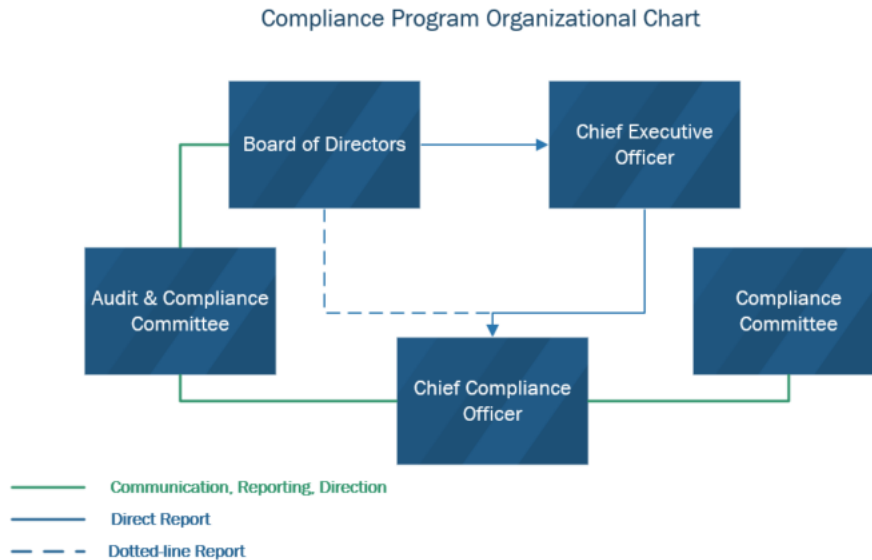 Compliance Program Organizational Chart
Board of Directors
Chief Executive
Officer
Audit & Compliance
Committee
Compliance
Committee
Chief Compliance
Officer
Communication, Reporting, Direction
Direct Report
Dotted-line Report